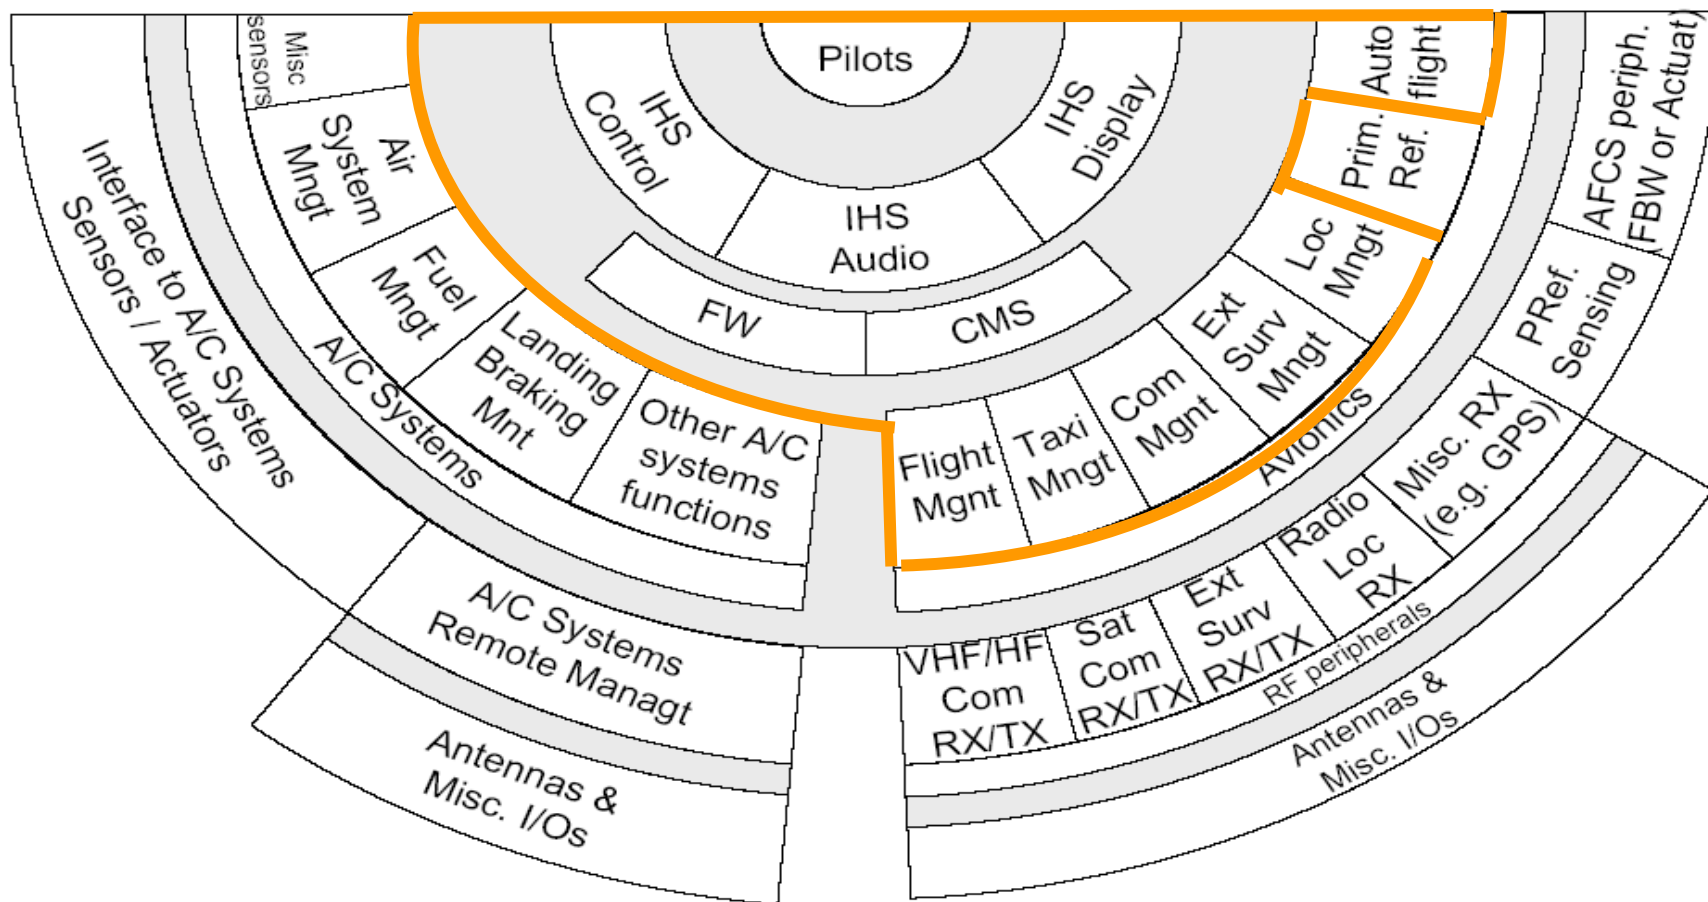 Pilots
IHS
Control
IHS
Audio
IHS
Display
FW
CMS
Misc
sensors
Air
System
Mngt
Fuel
Mngt
Landing
Braking
Mnt
Other A/C
systems
functions
Flight
Mgnt
Taxi
Mngt
Com
Mgnt
Ext
Surv
Mngt
Loc
Mngt
Prim.
Ref.
Auto
flight
A/C Systems
Avionics
Interface to A/C Systems
Sensors / Actuators
A/C Systems
Remote Managt
Antennas &
Misc. I/Os
VHF/HF
Com
RX/TX
Sat
Com
RX/TX
Ext
Surv
RX/TX
Radio
Loc
RX
Misc. RX
(e.g. GPS)
PRef.
Sensing
AFCS periph.
(FBW or Actuat)
RF peripherals
Antennas &
Misc. I/Os